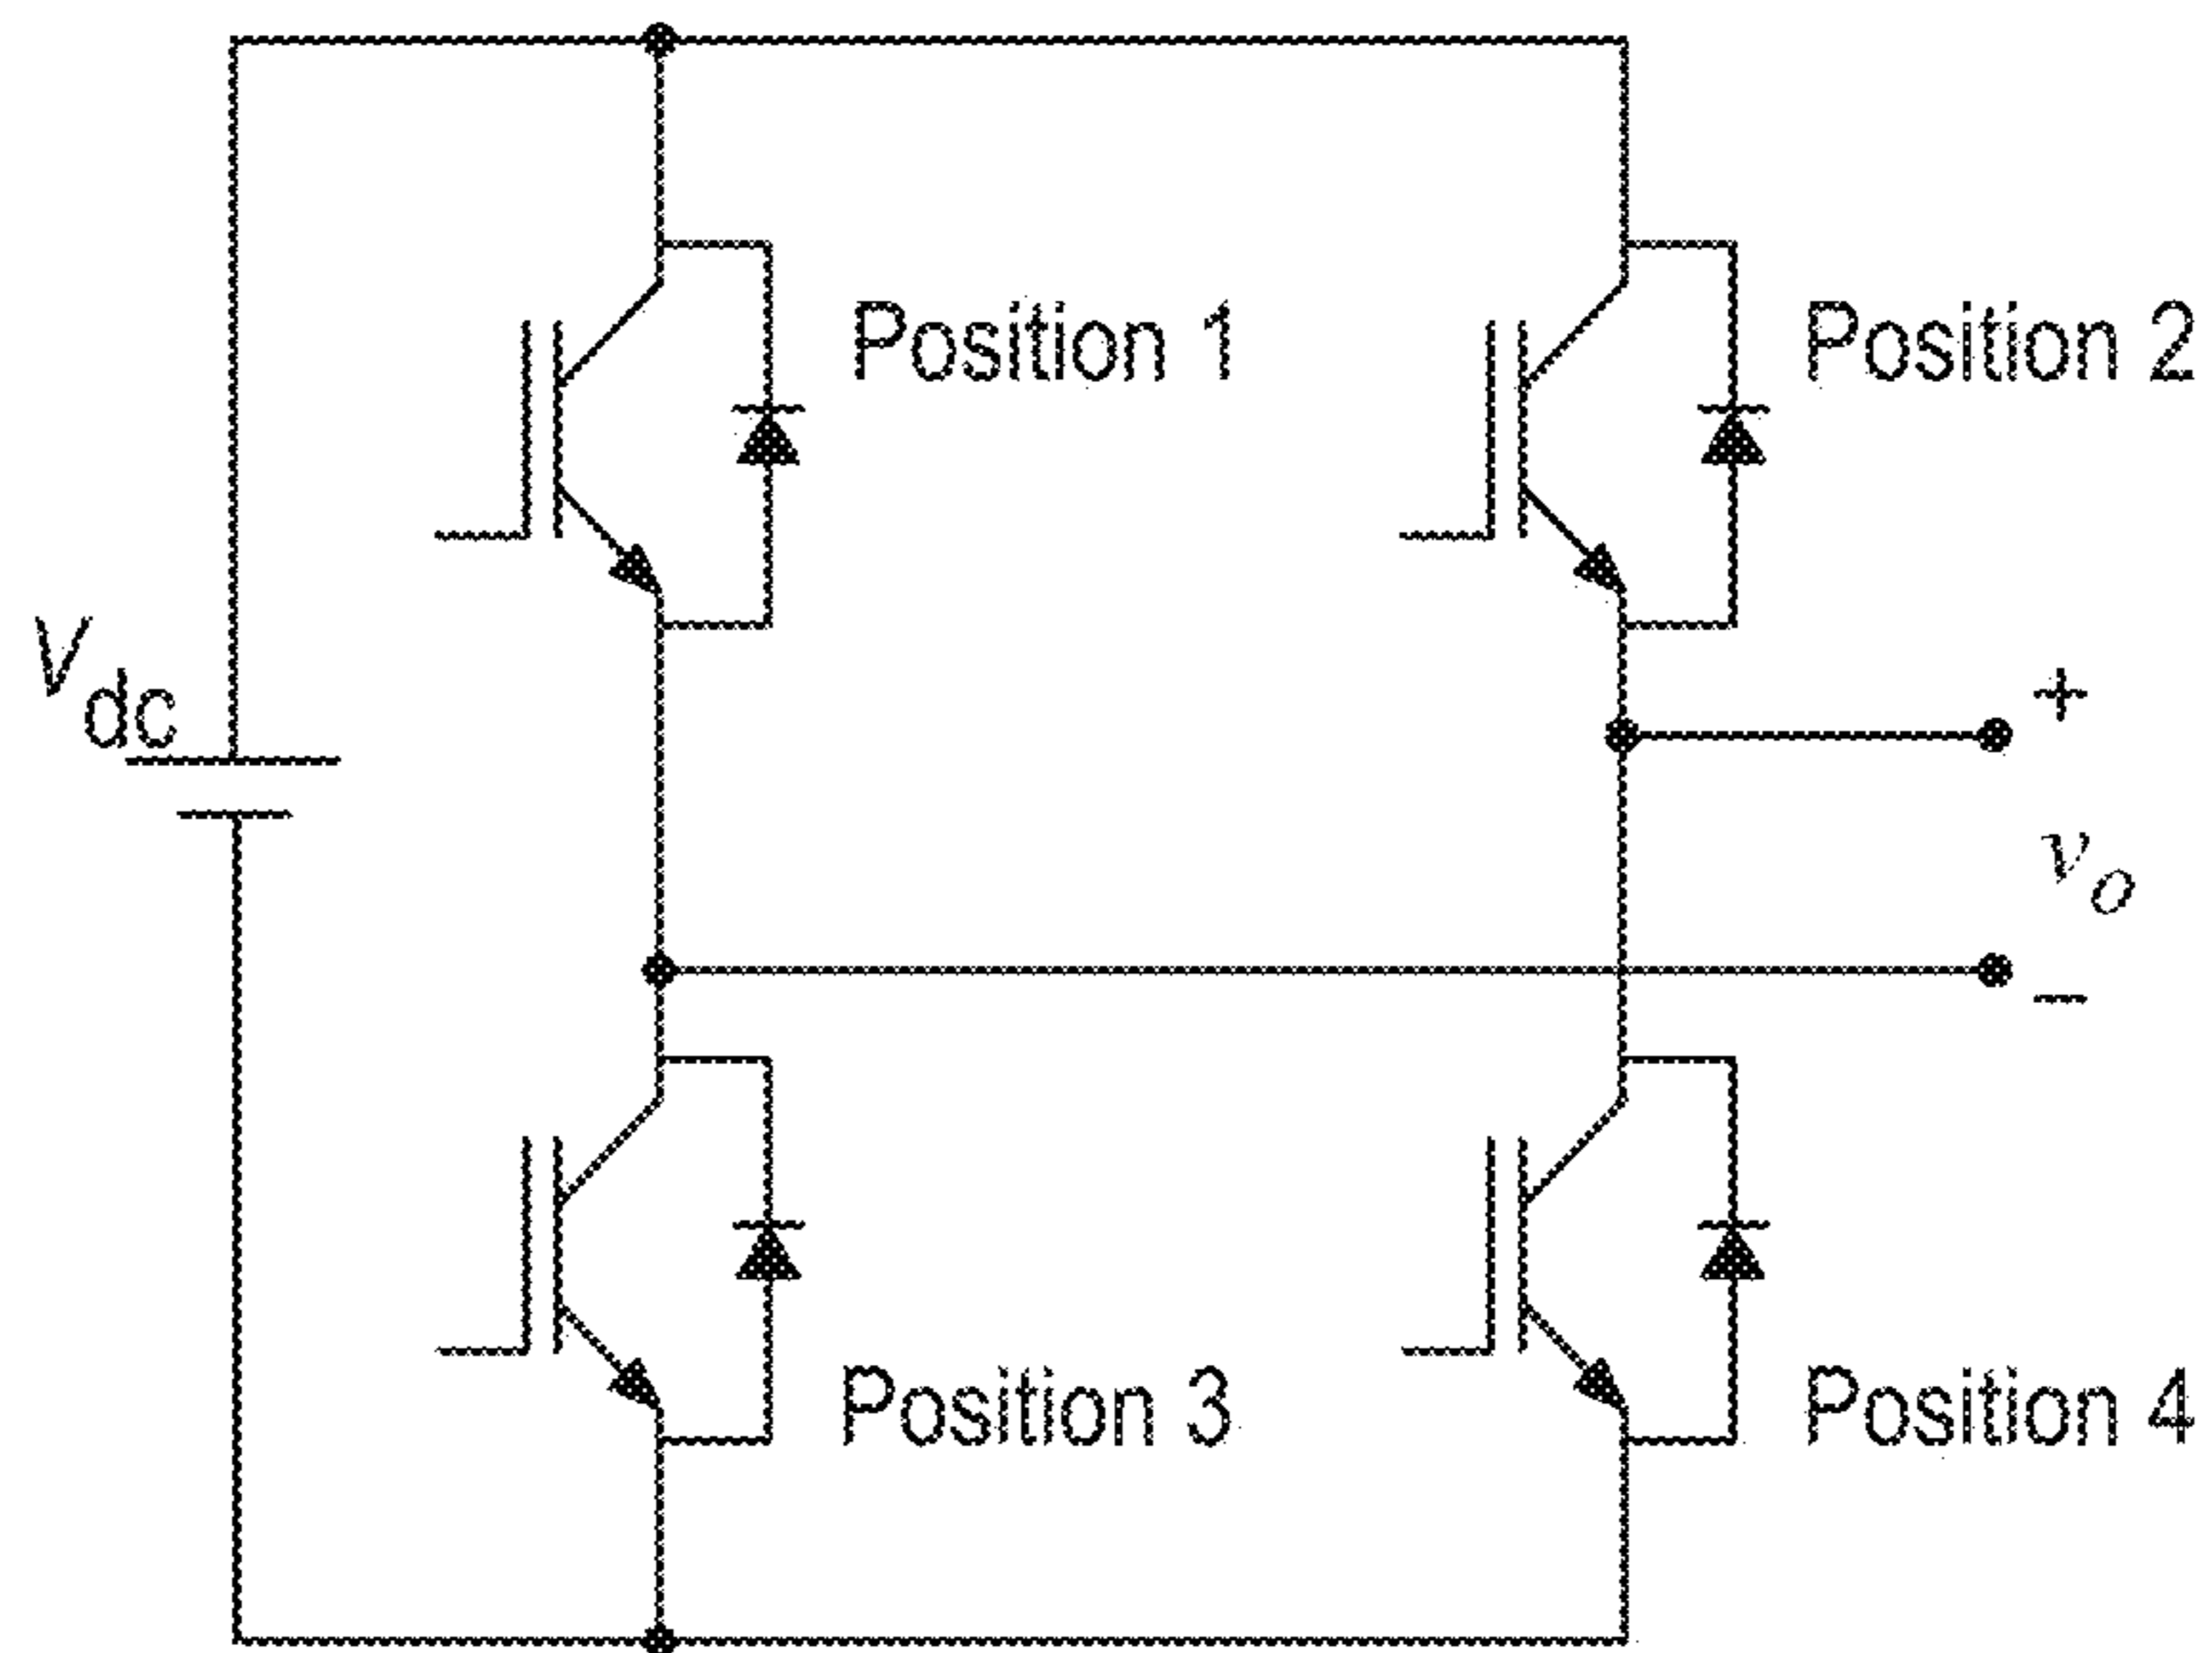 Position 1
Position 2
Vdc
+
vo
−
Position 3
Position 4